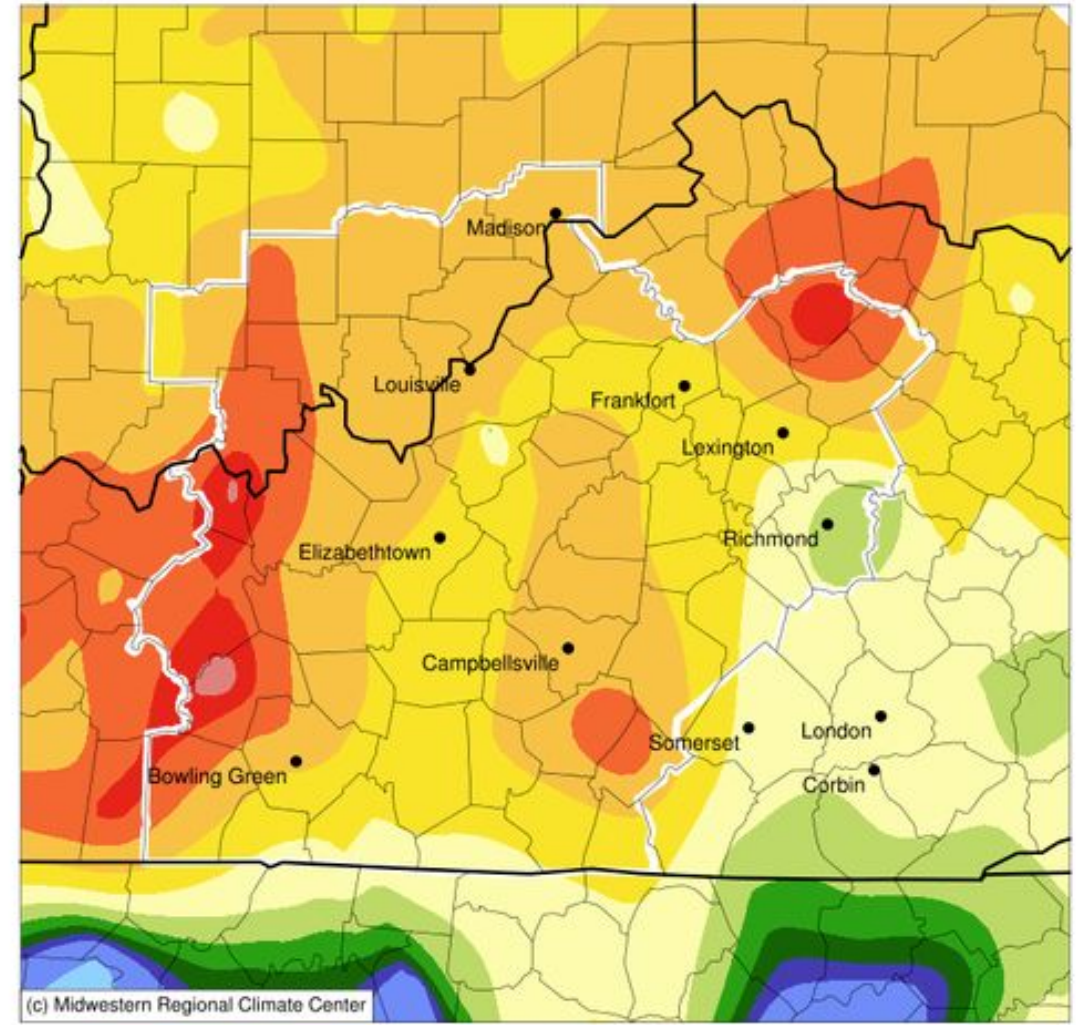 Madison
Louisville
Frankfort
Lexington
Richmond
Elizabethtown
Campbellsville
Somerset
London
Bowling Green
Corbin
(c) Midwestern Regional Climate Center